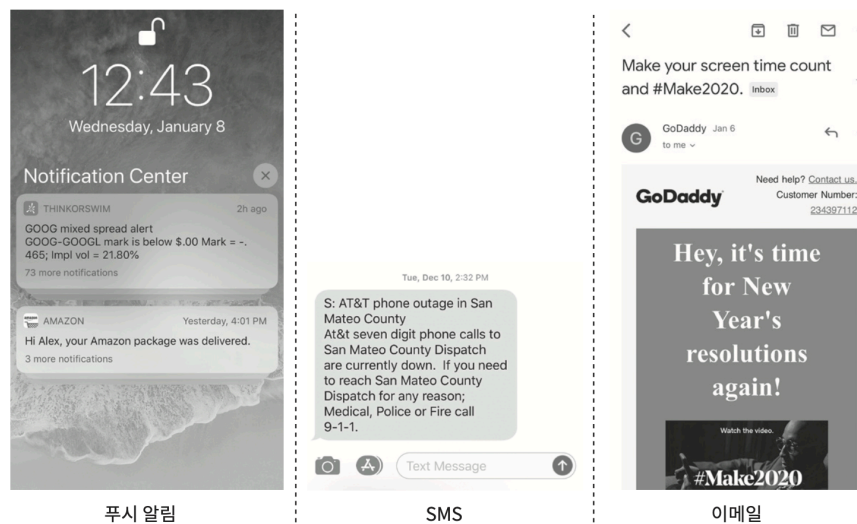 12:43
Wednesday, January 8
Notification Center
THINKORSWIM 2h ago
GOOG mixed spread alert
GOOG-GOOGL mark is below $.00 Mark = -.
465; Impl vol = 21.80%
73 more notifications
AMAZON Yesterday, 4:01 PM
Hi Alex, your Amazon package was delivered.
3 more notifications
푸시 알림
Tue, Dec 10, 2:32 PM
S: AT&T phone outage in San
Mateo County
At&t seven digit phone calls to
San Mateo County Dispatch
are currently down. If you need
to reach San Mateo County
Dispatch for any reason;
Medical, Police or Fire call
9-1-1.
Text Message
SMS
Make your screen time count
and #Make2020. Inbox
G
GoDaddy Jan 6
to me
GoDaddy
Need help? Contact us.
Customer Number:
234397112
Hey, it's time
for New
Year's
resolutions
again!
Watch the video.
#Make2020
이메일